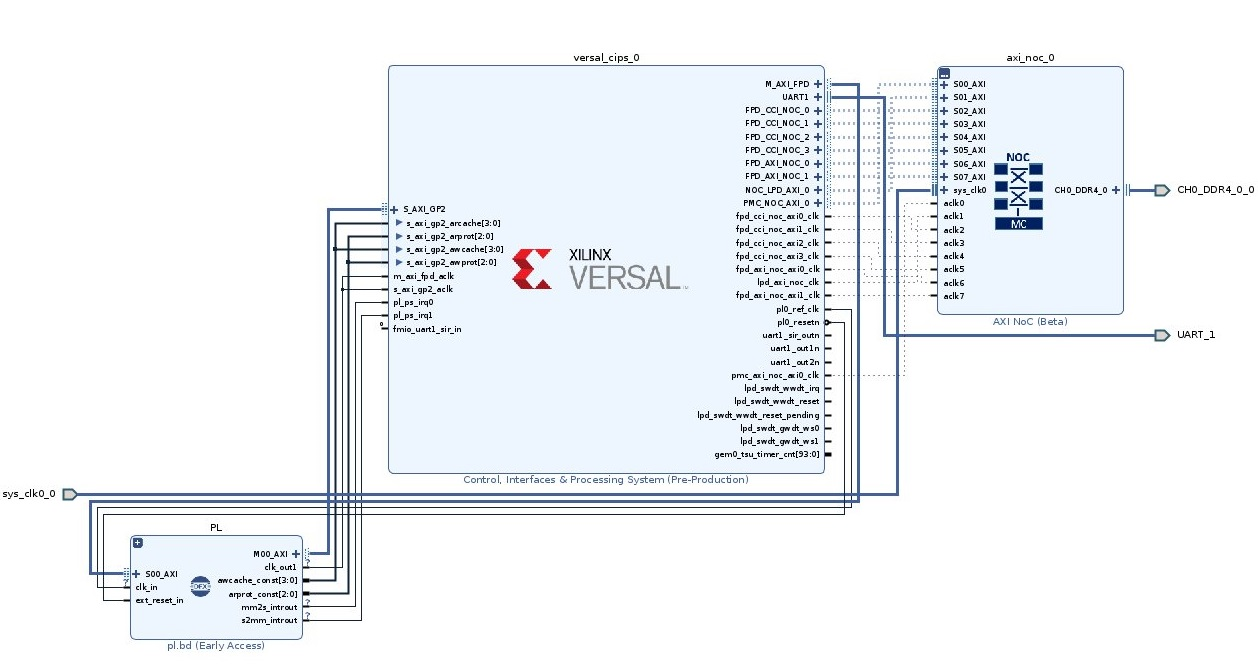 versal_cips_0
axi_noc_0
M_AXI_FPD
UART1
FPD_CCI_NOC_0
FPD_CCI_NOC_1
FPD_CCI_NOC_2
FPD_CCI_NOC_3
FPD_AXI_NOC_0
FPD_AXI_NOC_1
NOC_LPD_AXI_0
PMC_NOC_AXI_0
fpd_cci_noc_axi0_clk
fpd_cci_noc_axi1_clk
fpd_cci_noc_axi2_clk
fpd_cci_noc_axi3_clk
fpd_axi_noc_axi0_clk
lpd_axi_noc_clk
fpd_axi_noc_axi1_clk
pl0_ref_clk
pl0_resetn
uart1_sir_outn
uart1_out1n
uart1_out2n
pmc_axi_noc_axi0_clk
lpd_swdt_wwdt_irq
lpd_swdt_wwdt_reset
lpd_swdt_wwdt_reset_pending
lpd_swdt_gwdt_ws0
lpd_swdt_gwdt_ws1
gem0_tsu_timer_cnt[93:0]
S_AXI_GP2
s_axi_gp2_arcache[3:0]
s_axi_gp2_arprot[2:0]
s_axi_gp2_awcache[3:0]
s_axi_gp2_awprot[2:0]
m_axi_fpd_aclk
s_axi_gp2_aclk
pl_ps_irq0
pl_ps_irq1
fmio_uart1_sir_in
XILINX
VERSAL
Control, Interfaces & Processing System (Pre-Production)
S00_AXI
S01_AXI
S02_AXI
S03_AXI
S04_AXI
S05_AXI
S06_AXI
S07_AXI
sys_clk0
aclk0
aclk1
aclk2
aclk3
aclk4
aclk5
aclk6
aclk7
NOC
MC
CH0_DDR4_0
CH0_DDR4_0_0
AXI NoC (Beta)
UART_1
sys_clk0_0
PL
S00_AXI
clk_in
ext_reset_in
DFX
M00_AXI
clk_out1
awcache_const[3:0]
arprot_const[2:0]
mm2s_introut
s2mm_introut
pl.bd (Early Access)